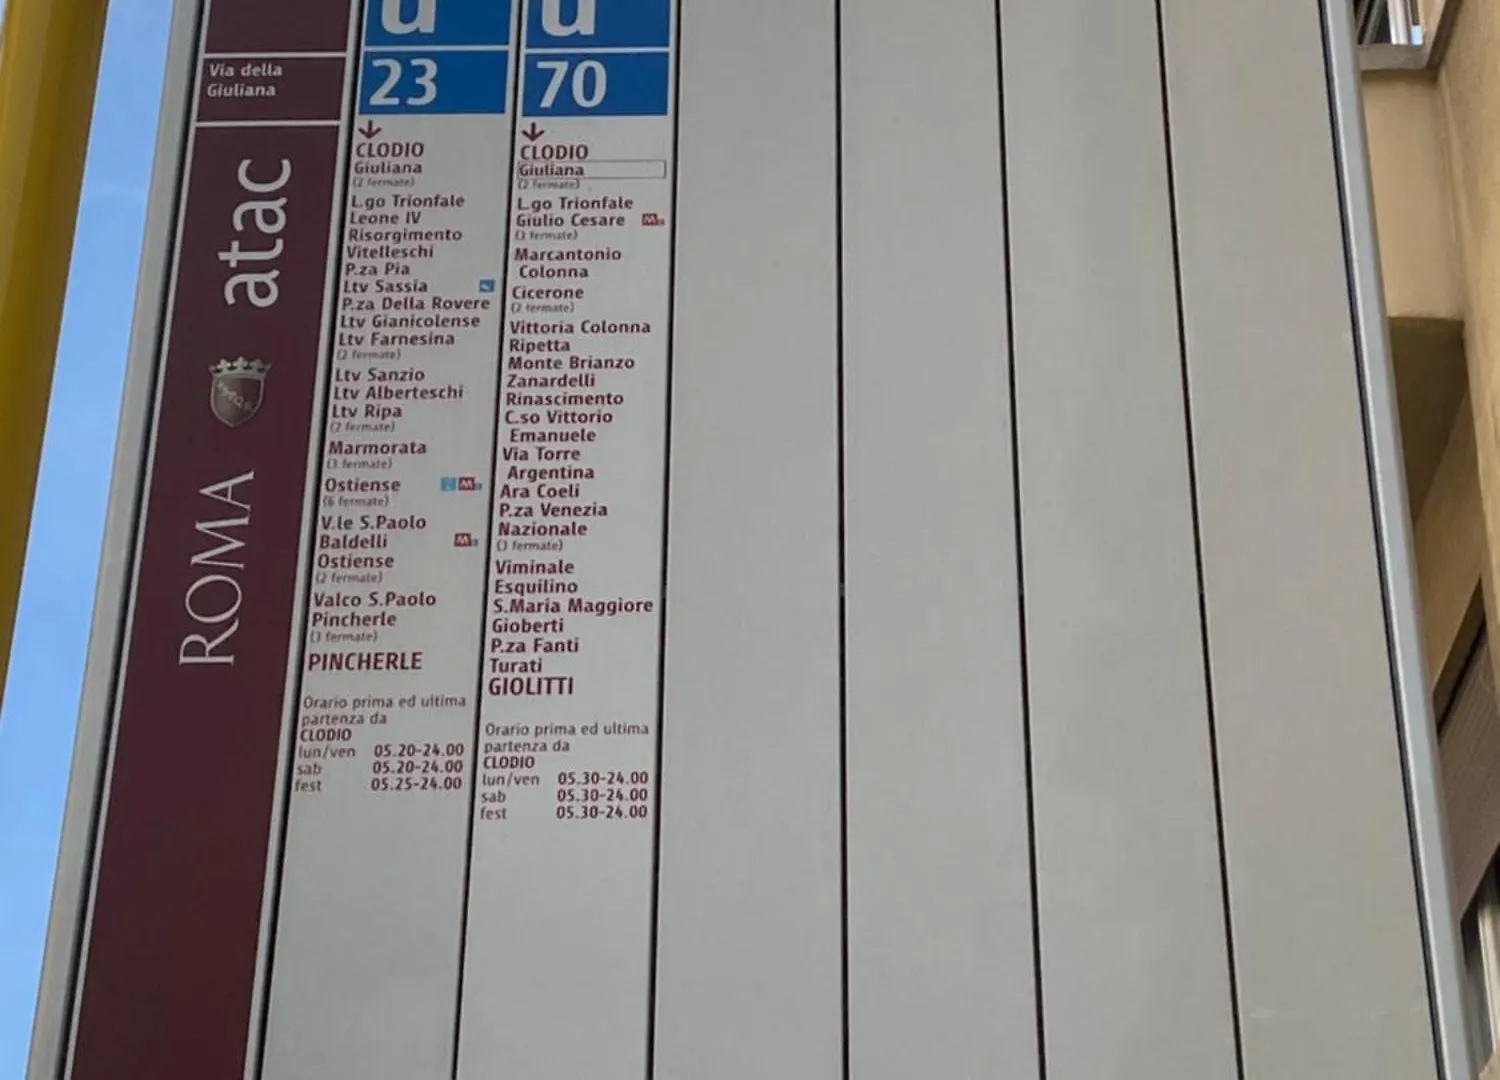 Via della
Giuliana
atac
ROMA
u
23
CLODIO
Giuliana
(2 fermate)
L.go Trionfale
Leone IV
Risorgimento
Vitelleschi
P.za Pia
Ltv Sassia
P.za Della Rovere
Ltv Gianicolense
Ltv Farnesina
(2 fermate)
Ltv Sanzio
Ltv Alberteschi
Ltv Ripa
(2 fermate)
Marmorata
(3 fermate)
Ostiense M
(6 fermate)
V.le S.Paolo
Baldelli M
Ostiense
(2 fermate)
Valco S.Paolo
Pincherle
(3 fermate)
PINCHERLE
Orario prima ed ultima
partenza da
CLODIO
lun/ven 05.20-24.00
sab 05.20-24.00
fest 05.25-24.00
u
70
CLODIO
Giuliana
(2 fermate)
L.go Trionfale
Giulio Cesare M
(3 fermate)
Marcantonio
Colonna
Cicerone
(2 fermate)
Vittoria Colonna
Ripetta
Monte Brianzo
Zanardelli
Rinascimento
C.so Vittorio
Emanuele
Via Torre
Argentina
Ara Coeli
P.za Venezia
Nazionale
(3 fermate)
Viminale
Esquilino
S.Maria Maggiore
Gioberti
P.za Fanti
Turati
GIOLITTI
Orario prima ed ultima
partenza da
CLODIO
lun/ven 05.30-24.00
sab 05.30-24.00
fest 05.30-24.00